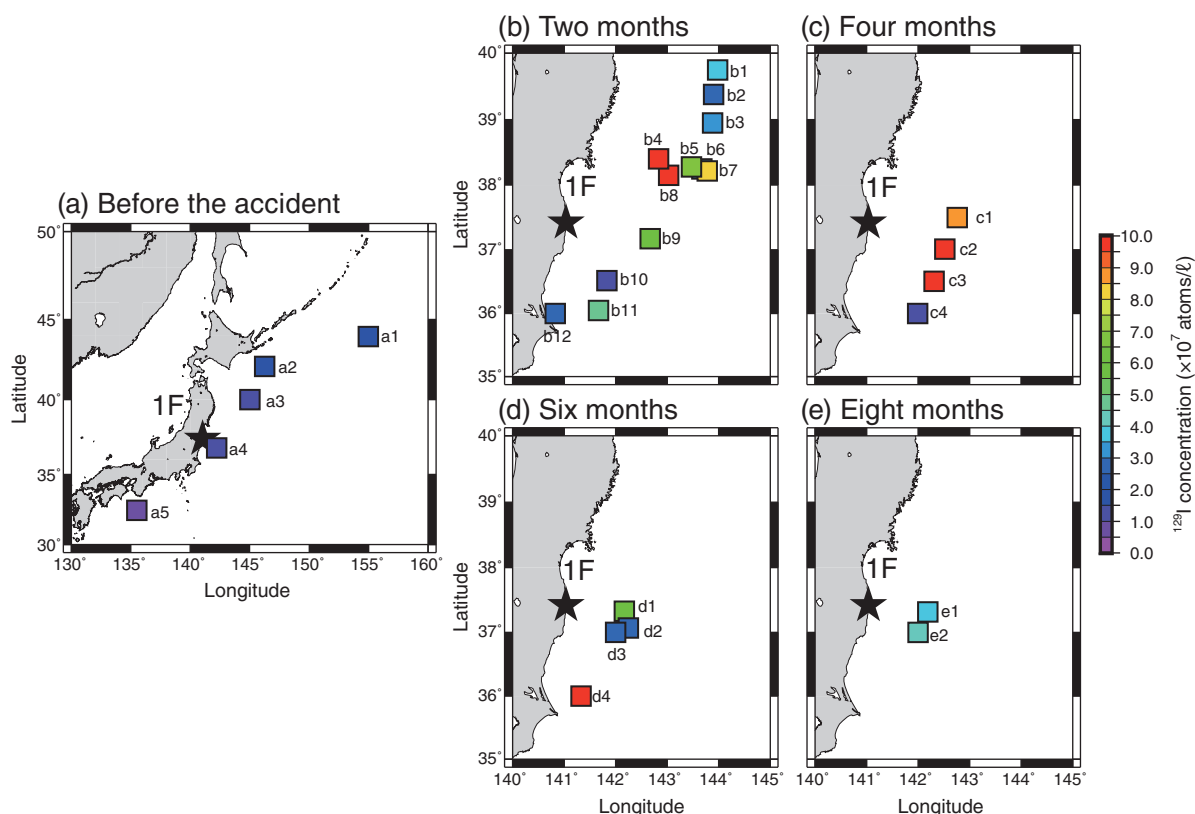 (a) Before the accident
50˚
45˚
40˚
35˚
30˚
Latitude
130˚ 135˚ 140˚ 145˚ 150˚ 155˚ 160˚
Longitude
1F
a1
a2
a3
a4
a5
(b) Two months
40˚
39˚
38˚
37˚
36˚
35˚
Latitude
1F
b1
b2
b3
b4
b5
b6
b7
b8
b9
b10
b11
b12
(c) Four months
1F
c1
c2
c3
c4
(d) Six months
40˚
39˚
38˚
37˚
36˚
35˚
Latitude
140˚ 141˚ 142˚ 143˚ 144˚ 145˚
Longitude
1F
d1
d2
d3
d4
(e) Eight months
1F
e1
e2
140˚ 141˚ 142˚ 143˚ 144˚ 145˚
Longitude
10.0
9.0
8.0
7.0
6.0
5.0
4.0
3.0
2.0
1.0
0.0
¹²⁹I concentration (×10⁷ atoms/ℓ)